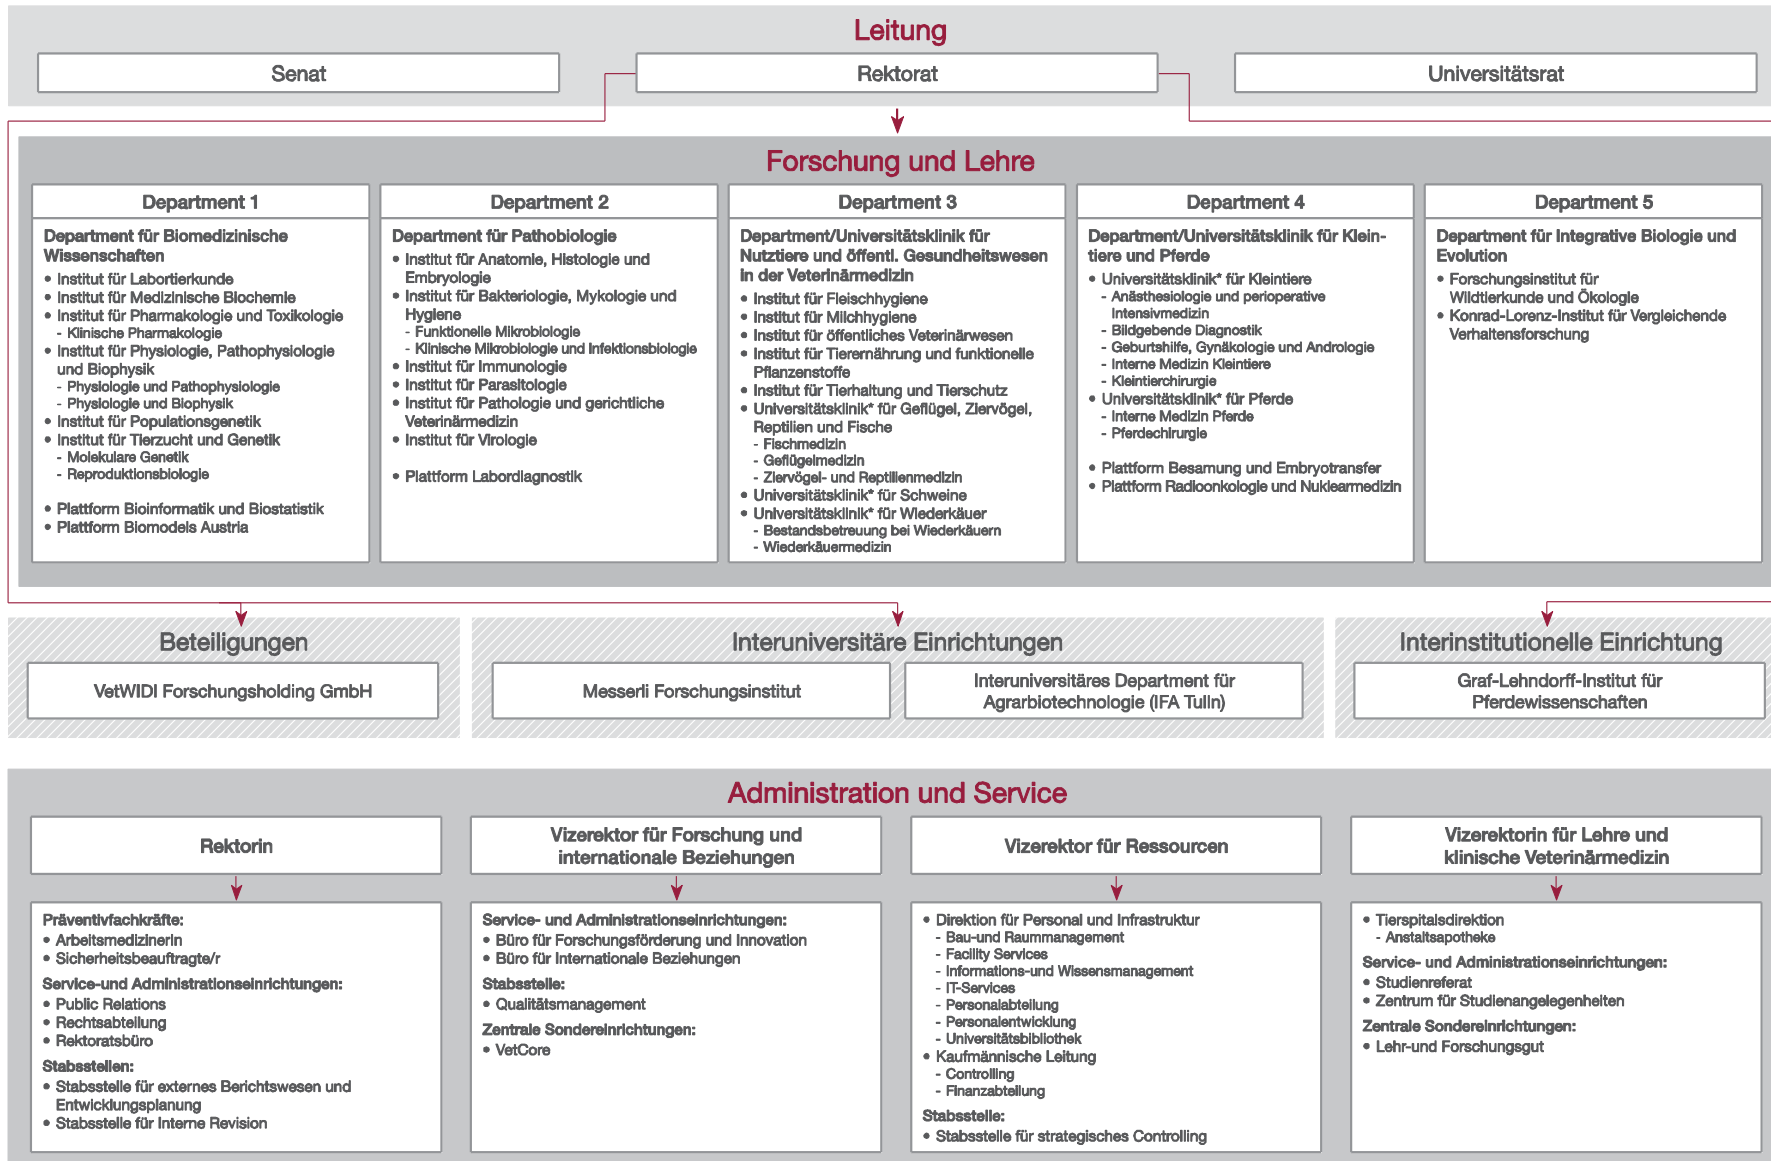 Leitung
Senat
Rektorat
Universitätsrat
Forschung und Lehre
Department 1
Department für Biomedizinische
Wissenschaften
• Institut für Labortierkunde
• Institut für Medizinische Biochemie
• Institut für Pharmakologie und Toxikologie
- Klinische Pharmakologie
• Institut für Physiologie, Pathophysiologie
und Biophysik
- Physiologie und Pathophysiologie
- Physiologie und Biophysik
• Institut für Populationsgenetik
• Institut für Tierzucht und Genetik
- Molekulare Genetik
- Reproduktionsbiologie
• Plattform Bioinformatik und Biostatistik
• Plattform Biomodels Austria
Department 2
Department für Pathobiologie
• Institut für Anatomie, Histologie und
Embryologie
• Institut für Bakteriologie, Mykologie und
Hygiene
- Funktionelle Mikrobiologie
- Klinische Mikrobiologie und Infektionsbiologie
• Institut für Immunologie
• Institut für Parasitologie
• Institut für Pathologie und gerichtliche
Veterinärmedizin
• Institut für Virologie
• Plattform Labordiagnostik
Department 3
Department/Universitätsklinik für
Nutztiere und öffentl. Gesundheitswesen
in der Veterinärmedizin
• Institut für Fleischhygiene
• Institut für Milchhygiene
• Institut für öffentliches Veterinärwesen
• Institut für Tierernährung und funktionelle
Pflanzenstoffe
• Institut für Tierhaltung und Tierschutz
• Universitätsklinik* für Geflügel, Ziervögel,
Reptilien und Fische
- Fischmedizin
- Geflügelmedizin
- Ziervögel- und Reptilienmedizin
• Universitätsklinik* für Schweine
• Universitätsklinik* für Wiederkäuer
- Bestandsbetreuung bei Wiederkäuern
- Wiederkäuermedizin
Department 4
Department/Universitätsklinik für Klein-
tiere und Pferde
• Universitätsklinik* für Kleintiere
- Anästhesiologie und perioperative
Intensivmedizin
- Bildgebende Diagnostik
- Geburtshilfe, Gynäkologie und Andrologie
- Interne Medizin Kleintiere
- Kleintierchirurgie
• Universitätsklinik* für Pferde
- Interne Medizin Pferde
- Pferdechirurgie
• Plattform Besamung und Embryotransfer
• Plattform Radioonkologie und Nuklearmedizin
Department 5
Department für Integrative Biologie und
Evolution
• Forschungsinstitut für
Wildtierkunde und Ökologie
• Konrad-Lorenz-Institut für Vergleichende
Verhaltensforschung
Beteiligungen
VetWIDI Forschungsholding GmbH
Interuniversitäre Einrichtungen
Messerli Forschungsinstitut
Interuniversitäres Department für
Agrarbiotechnologie (IFA Tulln)
Interinstitutionelle Einrichtung
Graf-Lehndorff-Institut für
Pferdewissenschaften
Administration und Service
Rektorin
Präventivfachkräfte:
• ArbeitsmedizinerIn
• Sicherheitsbeauftragte/r
Service-und Administrationseinrichtungen:
• Public Relations
• Rechtsabteilung
• Rektoratsbüro
Stabsstellen:
• Stabsstelle für externes Berichtswesen und
Entwicklungsplanung
• Stabsstelle für Interne Revision
Vizerektor für Forschung und
internationale Beziehungen
Service- und Administrationseinrichtungen:
• Büro für Forschungsförderung und Innovation
• Büro für Internationale Beziehungen
Stabsstelle:
• Qualitätsmanagement
Zentrale Sondereinrichtungen:
• VetCore
Vizerektor für Ressourcen
• Direktion für Personal und Infrastruktur
- Bau-und Raummanagement
- Facility Services
- Informations-und Wissensmanagement
- IT-Services
- Personalabteilung
- Personalentwicklung
- Universitätsbibliothek
• Kaufmännische Leitung
- Controlling
- Finanzabteilung
Stabsstelle:
• Stabsstelle für strategisches Controlling
Vizerektorin für Lehre und
klinische Veterinärmedizin
• Tierspitalsdirektion
- Anstaltsapotheke
Service- und Administrationseinrichtungen:
• Studienreferat
• Zentrum für Studienangelegenheiten
Zentrale Sondereinrichtungen:
• Lehr-und Forschungsgut